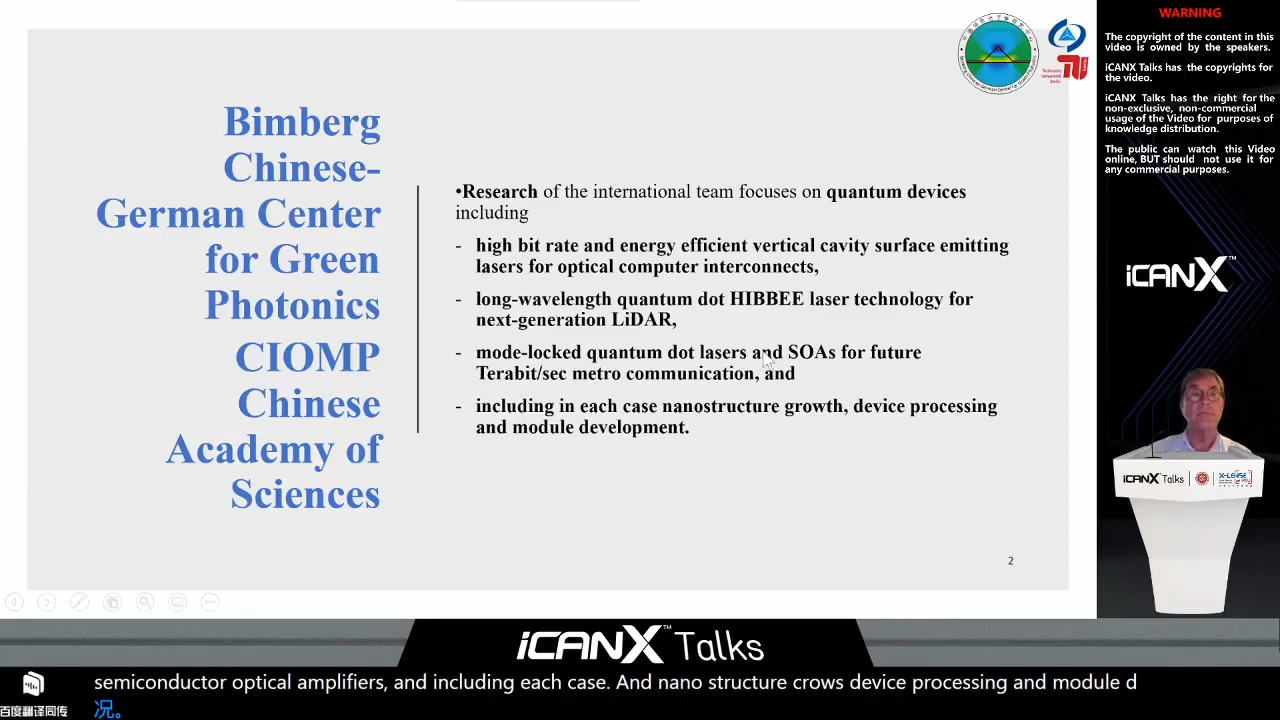 Bimberg
Chinese-
German Center
for Green
Photonics
CIOMP
Chinese
Academy of
Sciences
•Research of the international team focuses on quantum devices
including
- high bit rate and energy efficient vertical cavity surface emitting
lasers for optical computer interconnects,
- long-wavelength quantum dot HIBBEE laser technology for
next-generation LiDAR,
- mode-locked quantum dot lasers and SOAs for future
Terabit/sec metro communication, and
- including in each case nanostructure growth, device processing
and module development.
2
Technische
Universität
Berlin
WARNING
The copyright of the content in this
video is owned by the speakers.
iCANX Talks has the copyrights for
the video.
iCANX Talks has the right for the
non-exclusive, non-commercial
usage of the Video for purposes of
knowledge distribution.
The public can watch this Video
online, BUT should not use it for
any commercial purposes.
iCANX™
iCANX Talks
X-LENSE
iCANX™ Talks
semiconductor optical amplifiers, and including each case. And nano structure crows device processing and module d
况。
百度翻译同传